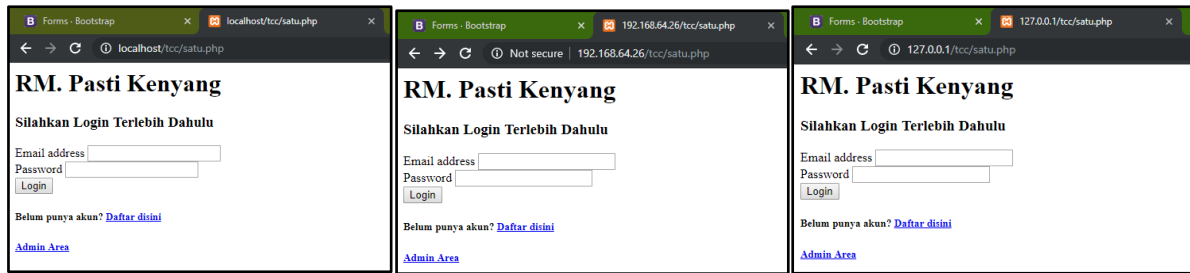 Forms · Bootstrap
localhost/tcc/satu.php
localhost/tcc/satu.php
RM. Pasti Kenyang
Silahkan Login Terlebih Dahulu
Email address
Password
Login
Belum punya akun? Daftar disini
Admin Area
Forms · Bootstrap
192.168.64.26/tcc/satu.php
Not secure | 192.168.64.26/tcc/satu.php
RM. Pasti Kenyang
Silahkan Login Terlebih Dahulu
Email address
Password
Login
Belum punya akun? Daftar disini
Admin Area
Forms · Bootstrap
127.0.0.1/tcc/satu.php
127.0.0.1/tcc/satu.php
RM. Pasti Kenyang
Silahkan Login Terlebih Dahulu
Email address
Password
Login
Belum punya akun? Daftar disini
Admin Area